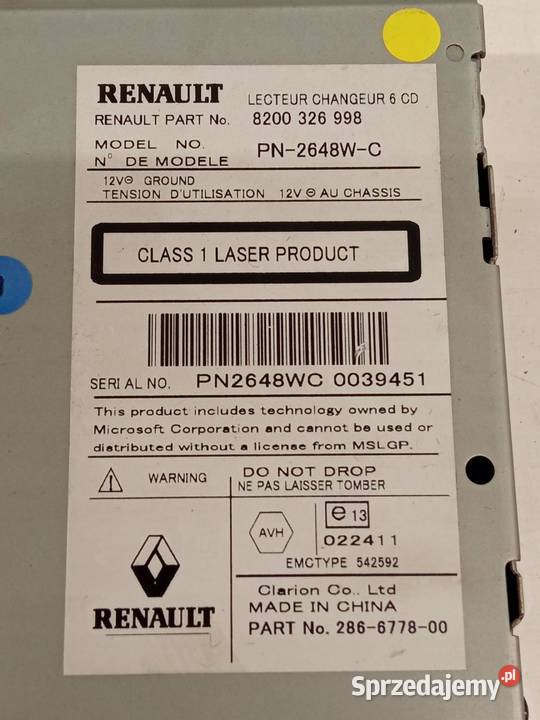 RENAULT LECTEUR CHANGEUR 6 CD
RENAULT PART No. 8200 326 998
MODEL NO.
N° DE MODELE PN-2648W-C
12V⊖ GROUND
TENSION D'UTILISATION 12V ⊖ AU CHASSIS
CLASS 1 LASER PRODUCT
SERIAL NO. PN2648WC 0039451
This product includes technology owned by
Microsoft Corporation and cannot be used or
distributed without a license from MSLGP.
WARNING DO NOT DROP
NE PAS LAISSER TOMBER
AVH e 13
022411
EMCTYPE 542592
RENAULT
Clarion Co., Ltd
MADE IN CHINA
PART No. 286-6778-00
Sprzedajemy.pl